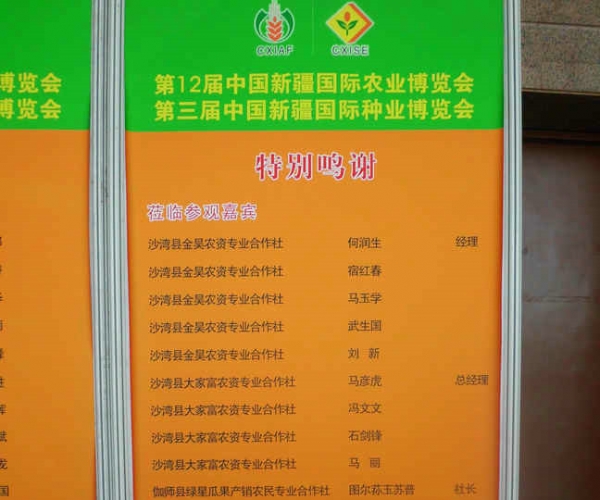 博览会
博览会
CXIAF
CXISE
第12届中国新疆国际农业博览会
第三届中国新疆国际种业博览会
特别鸣谢
莅临参观嘉宾
沙湾县金昊农资专业合作社 何润生 经理
沙湾县金昊农资专业合作社 宿红春
沙湾县金昊农资专业合作社 马玉学
沙湾县金昊农资专业合作社 武生国
沙湾县金昊农资专业合作社 刘 新
沙湾县大家富农资专业合作社 马彦虎 总经理
沙湾县大家富农资专业合作社 冯文文
沙湾县大家富农资专业合作社 石剑锋
沙湾县大家富农资专业合作社 马 丽
伽师县绿星瓜果产销农民专业合作社 图尔荪玉苏普 社长